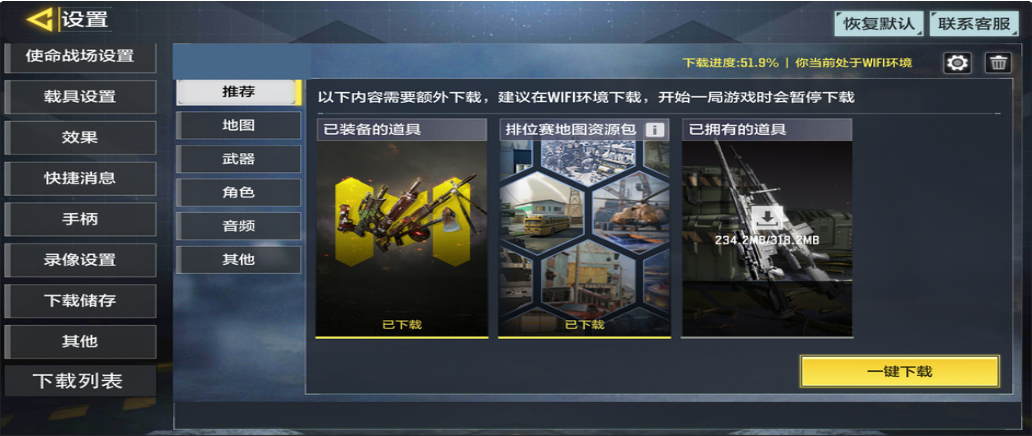 设置
恢复默认
联系客服
使命战场设置
载具设置
效果
快捷消息
手柄
录像设置
下载储存
其他
下载列表
下载进度:51.9% | 你当前处于WIFI环境
推荐
地图
武器
角色
音频
其他
以下内容需要额外下载，建议在WIFI环境下载，开始一局游戏时会暂停下载
已装备的道具
已下载
排位赛地图资源包
已下载
已拥有的道具
234.2MB/318.2MB
一键下载